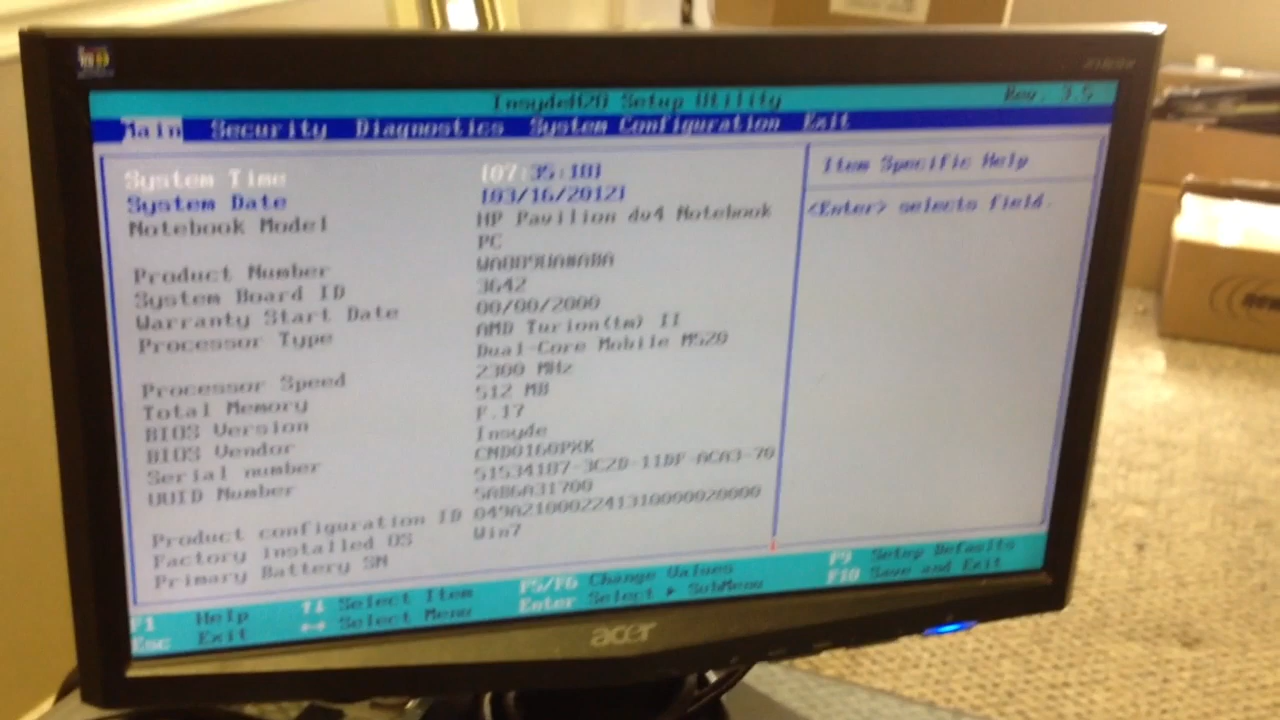 InsydeH20 Setup Utility Rev. 3.5
Main Security Diagnostics System Configuration Exit
System Time [07:35:18]
System Date [03/16/2012]
Notebook Model HP Pavilion dv4 Notebook
PC
Product Number
System Board ID 3642
Warranty Start Date 00/00/2000
Processor Type AMD Turion(tm) II
Dual-Core Mobile M520
Processor Speed 2300 MHz
Total Memory 512 MB
BIOS Version F.17
BIOS Vendor Insyde
Serial number
UUID Number
Product configuration ID
Factory installed OS Win7
Primary Battery SN
Item Specific Help
<Enter> selects field.
F1 Help ↑↓ Select Item F5/F6 Change Values F9 Setup Defaults
Esc Exit ←→ Select Menu Enter Select ▶ SubMenu F10 Save and Exit
acer